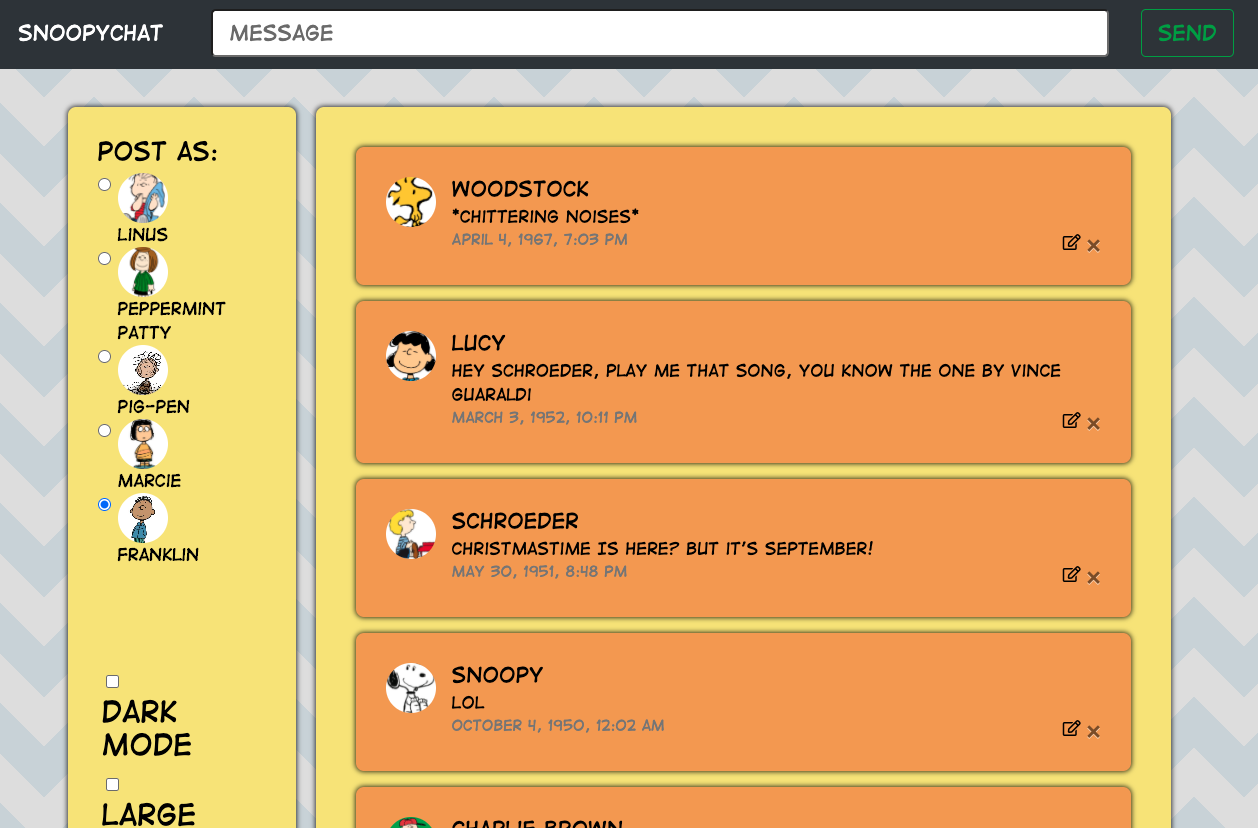 SNOOPYCHAT
MESSAGE
SEND
POST AS:
LINUS
PEPPERMINT
PATTY
PIG-PEN
MARCIE
FRANKLIN
DARK
MODE
LARGE
WOODSTOCK
*CHITTERING NOISES*
APRIL 4, 1967, 7:03 PM
LUCY
HEY SCHROEDER, PLAY ME THAT SONG, YOU KNOW THE ONE BY VINCE
GUARALDI
MARCH 3, 1952, 10:11 PM
SCHROEDER
CHRISTMASTIME IS HERE? BUT IT'S SEPTEMBER!
MAY 30, 1951, 8:48 PM
SNOOPY
LOL
OCTOBER 4, 1950, 12:02 AM
CHARLIE BROWN